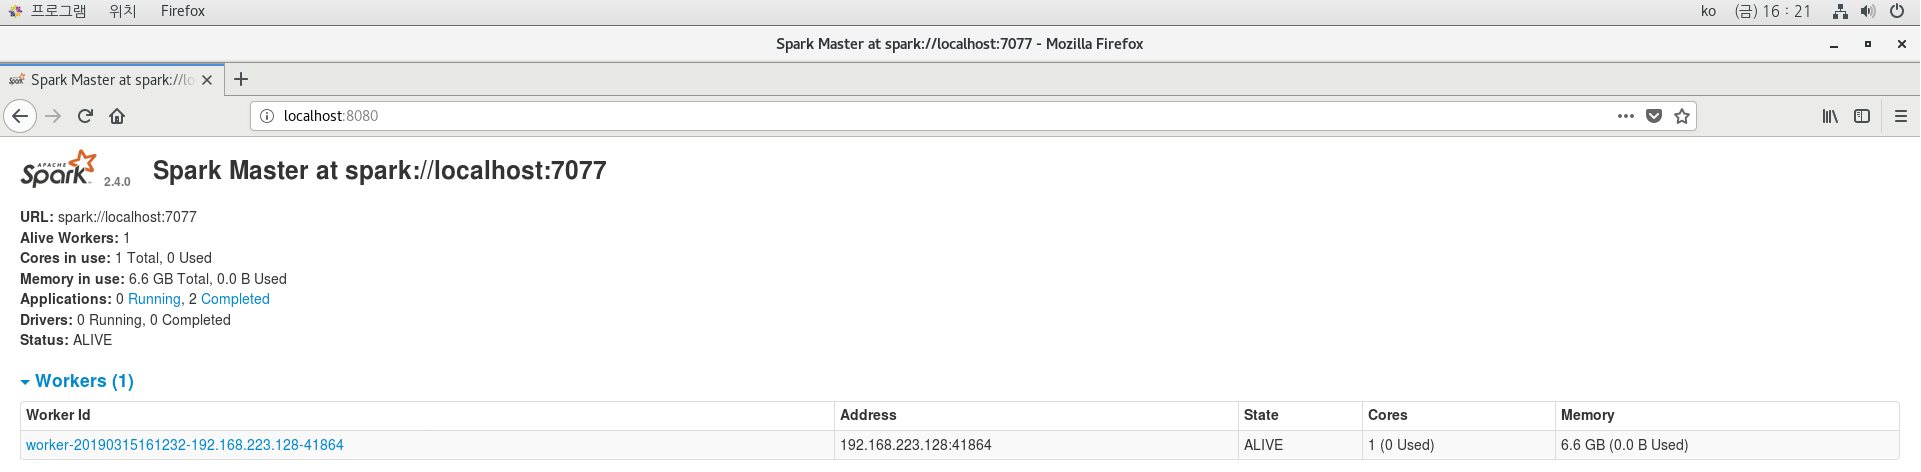 프로그램 위치 Firefox ko (금) 16 : 21
Spark Master at spark://localhost:7077 - Mozilla Firefox
Spark Master at spark://lo
localhost:8080
APACHE Spark 2.4.0 Spark Master at spark://localhost:7077
URL: spark://localhost:7077
Alive Workers: 1
Cores in use: 1 Total, 0 Used
Memory in use: 6.6 GB Total, 0.0 B Used
Applications: 0 Running, 2 Completed
Drivers: 0 Running, 0 Completed
Status: ALIVE
Workers (1)
Worker Id Address State Cores Memory
worker-20190315161232-192.168.223.128-41864 192.168.223.128:41864 ALIVE 1 (0 Used) 6.6 GB (0.0 B Used)